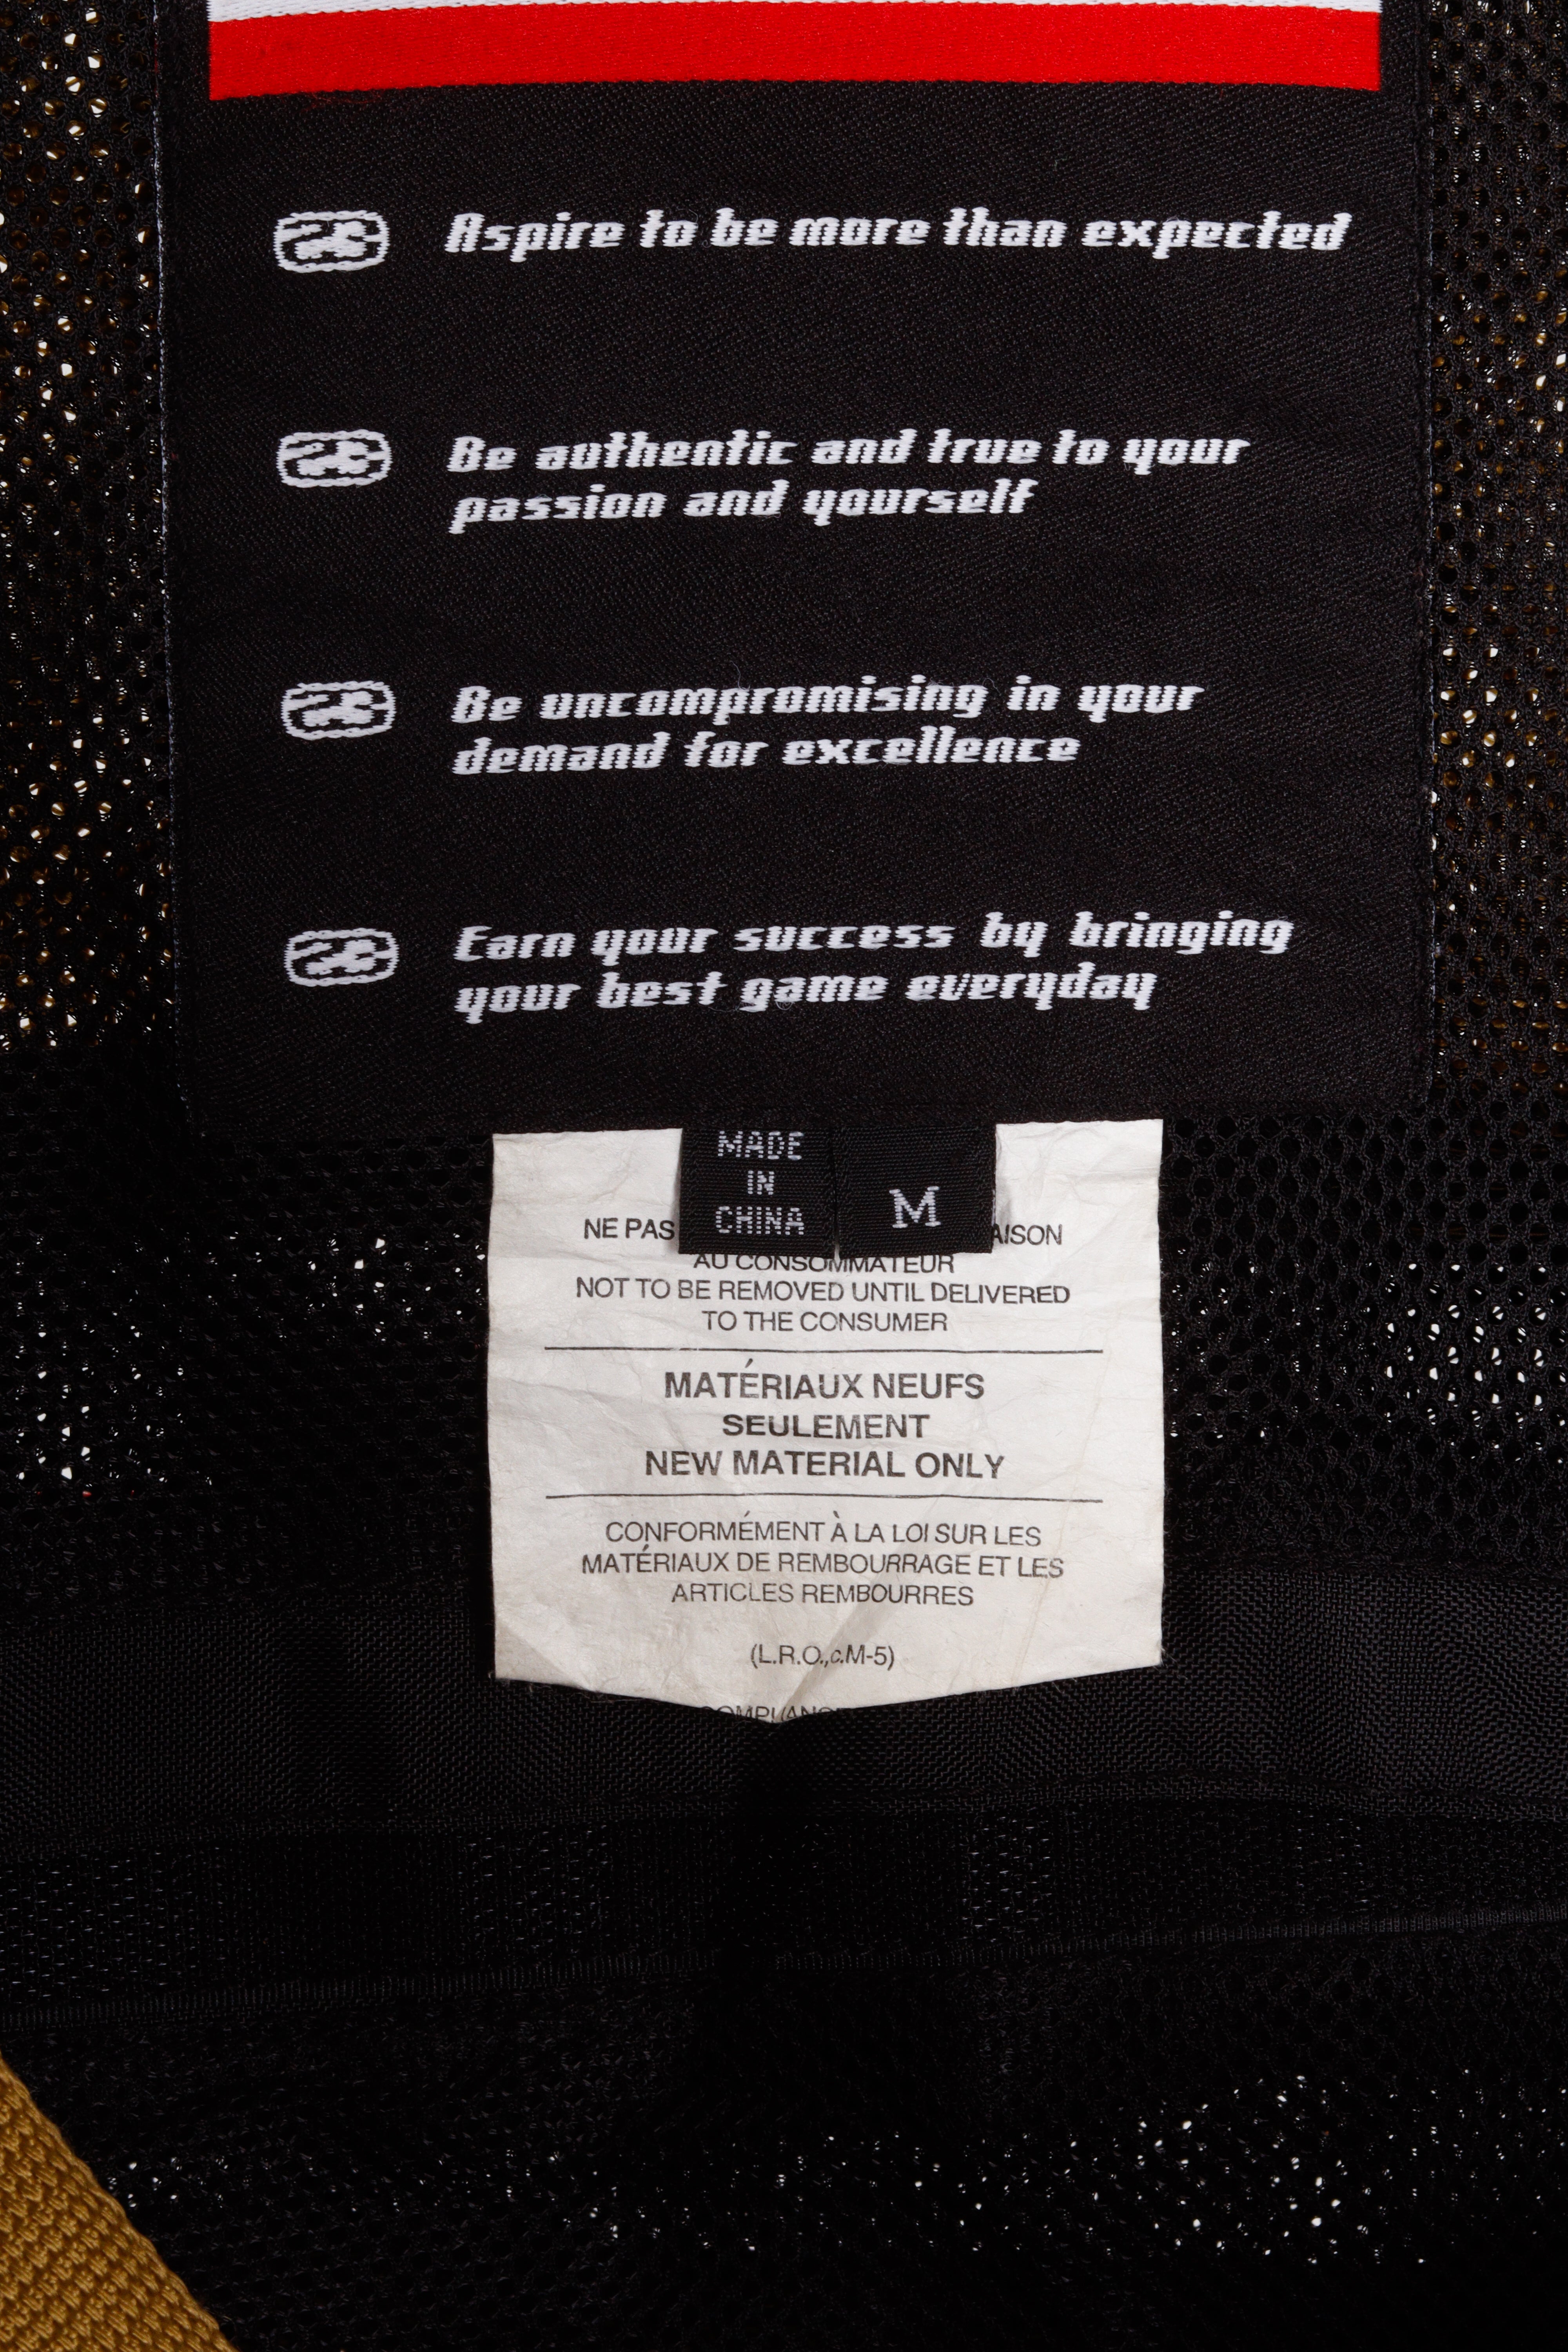 Aspire to be more than expected
Be authentic and true to your
passion and yourself
Be uncompromising in your
demand for excellence
Earn your success by bringing
your best game everyday
MADE
IN
CHINA
M
NE PAS
AU CONSOMMATEUR
NOT TO BE REMOVED UNTIL DELIVERED
TO THE CONSUMER
MATÉRIAUX NEUFS
SEULEMENT
NEW MATERIAL ONLY
CONFORMÉMENT À LA LOI SUR LES
MATÉRIAUX DE REMBOURRAGE ET LES
ARTICLES REMBOURRES
(L.R.O.,c.M-5)